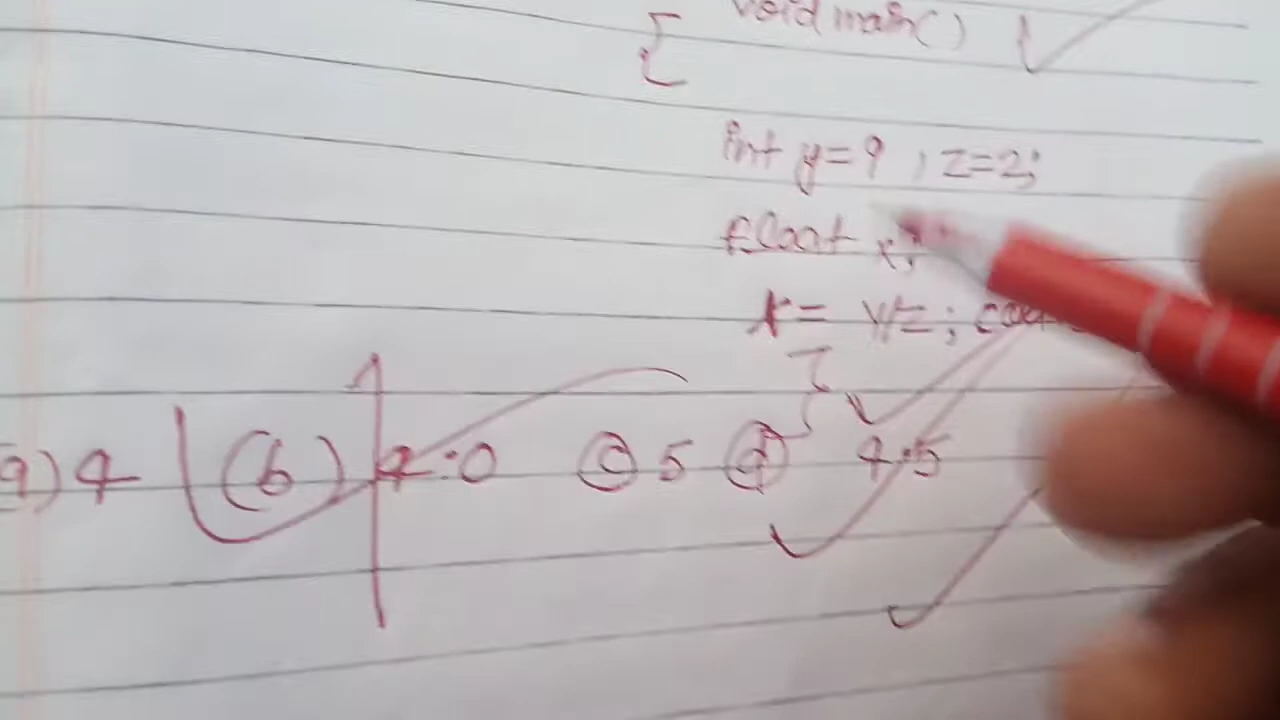 void main()
{
int y=9 , z=2;
float x;
x= y/z;
}
a) 4 (b) 4.0 (c) 5 (d) 4.5